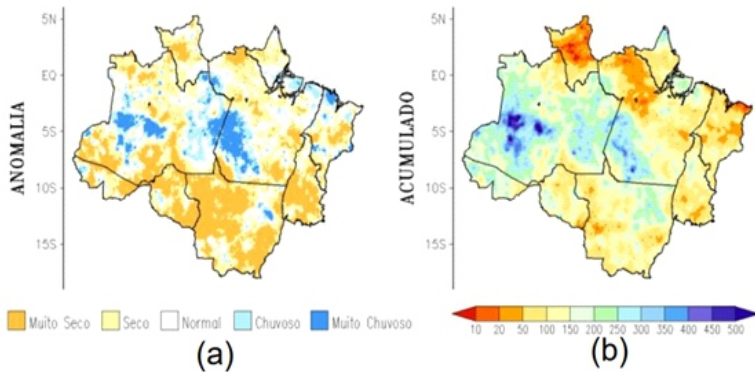 ANOMALIA
5N
EQ
5S
10S
15S
Muito Seco Seco Normal Chuvoso Muito Chuvoso
(a)
ACUMULADO
5N
EQ
5S
10S
15S
10 20 50 100 150 200 250 300 350 400 450 500
(b)